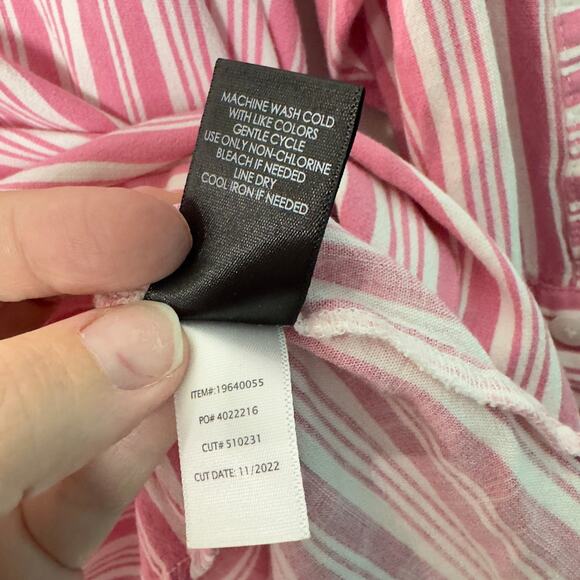 MACHINE WASH COLD
WITH LIKE COLORS
GENTLE CYCLE
USE ONLY NON-CHLORINE
BLEACH IF NEEDED
LINE DRY
COOL IRON IF NEEDED
ITEM#:19640055
PO# 4022216
CUT# 510231
CUT DATE: 11/2022